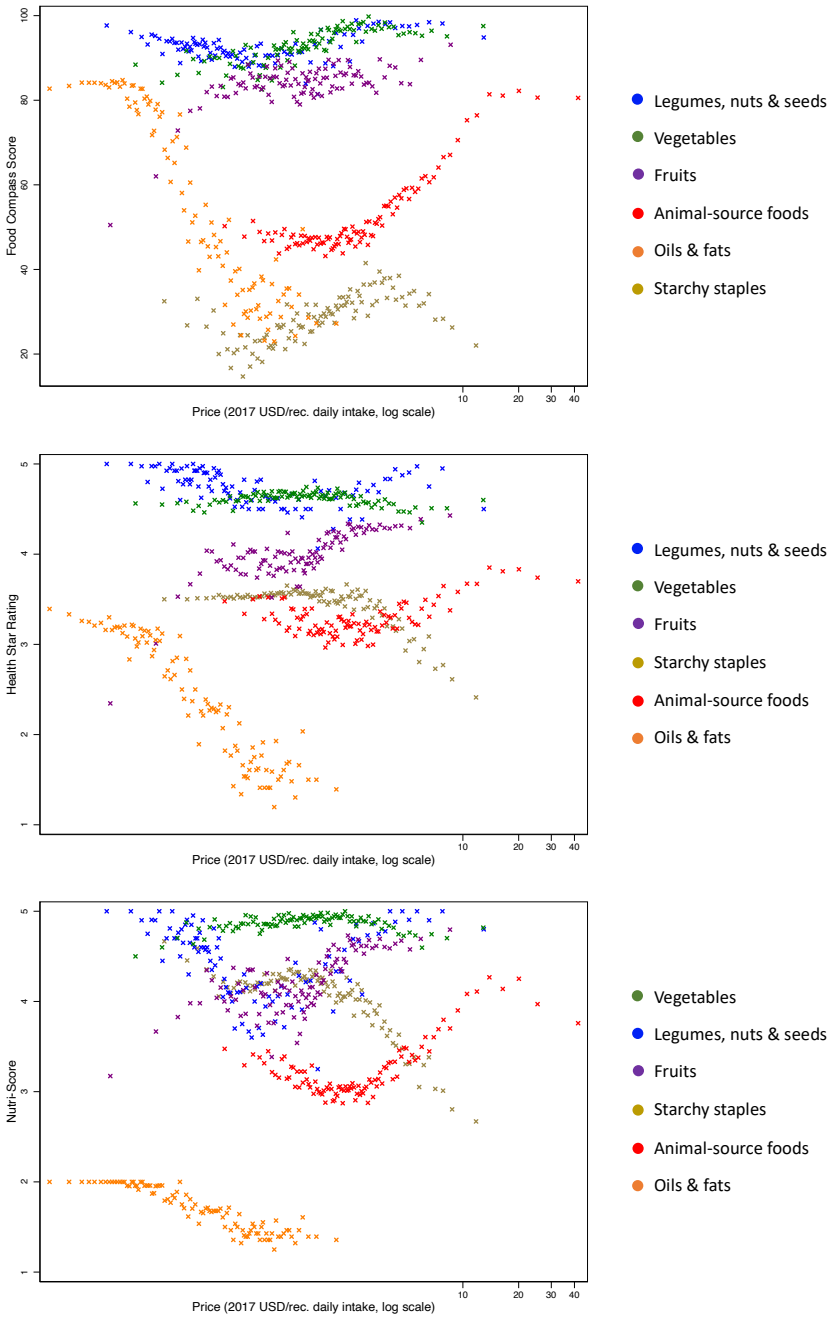 100
80
60
40
20
Food Compass Score
10 20 30 40
Price (2017 USD/rec. daily intake, log scale)
Legumes, nuts & seeds
Vegetables
Fruits
Animal-source foods
Oils & fats
Starchy staples
5
4
3
2
1
Health Star Rating
10 20 30 40
Price (2017 USD/rec. daily intake, log scale)
Legumes, nuts & seeds
Vegetables
Fruits
Starchy staples
Animal-source foods
Oils & fats
5
4
3
2
1
Nutri-Score
10 20 30 40
Price (2017 USD/rec. daily intake, log scale)
Vegetables
Legumes, nuts & seeds
Fruits
Starchy staples
Animal-source foods
Oils & fats